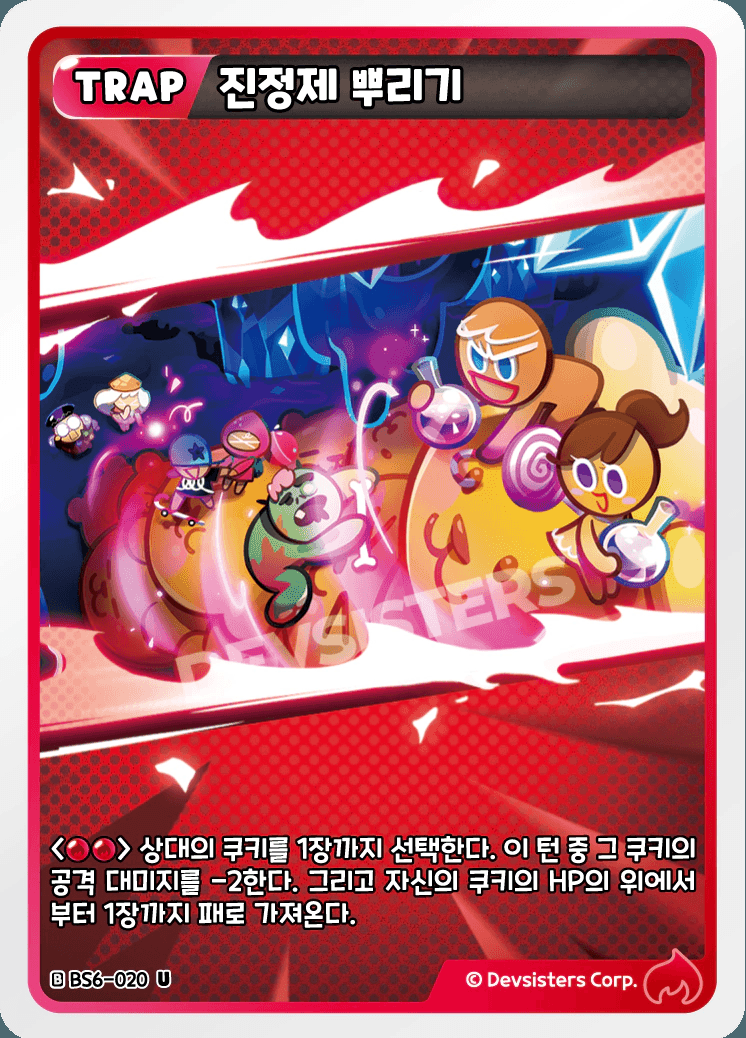 TRAP 진정제 뿌리기
DEVSISTERS
< > 상대의 쿠키를 1장까지 선택한다. 이 턴 중 그 쿠키의
공격 대미지를 -2한다. 그리고 자신의 쿠키의 HP의 위에서
부터 1장까지 패로 가져온다.
B BS6-020 U
© Devsisters Corp.